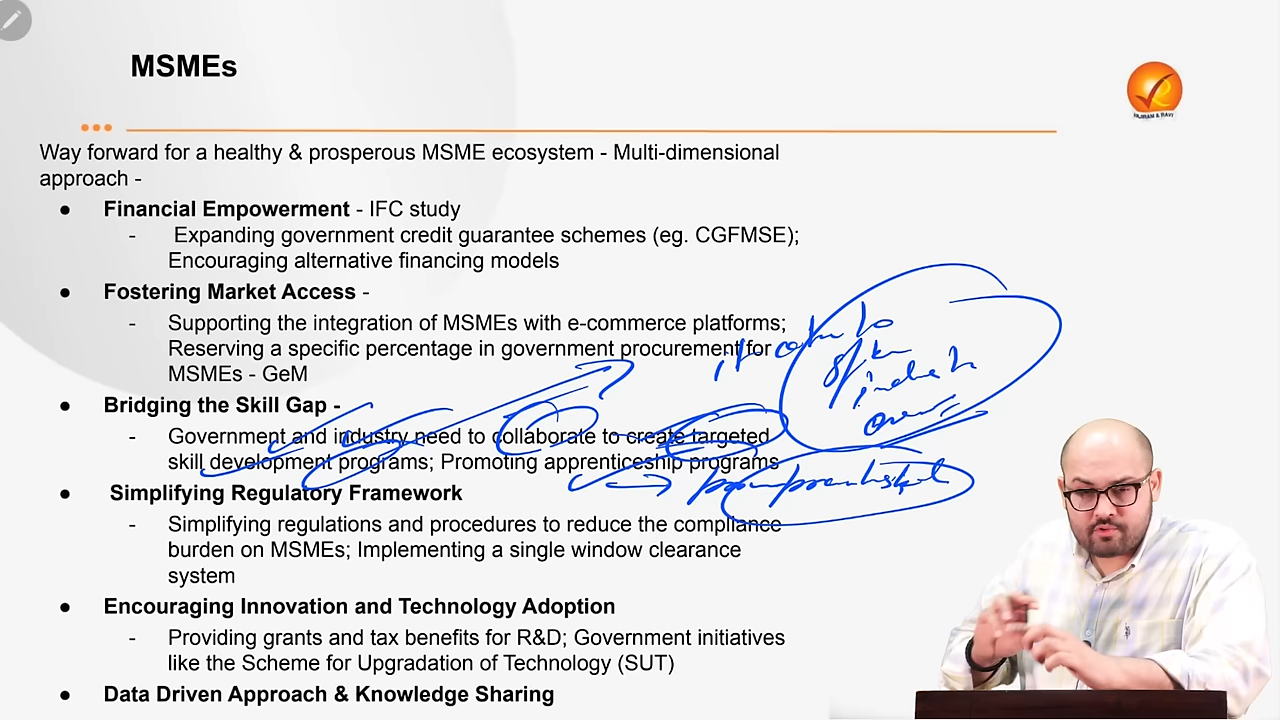 MSMEs
VAJIRAM & RAVI
Way forward for a healthy & prosperous MSME ecosystem - Multi-dimensional
approach -
● Financial Empowerment - IFC study
- Expanding government credit guarantee schemes (eg. CGFMSE);
Encouraging alternative financing models
● Fostering Market Access -
- Supporting the integration of MSMEs with e-commerce platforms;
Reserving a specific percentage in government procurement for
MSMEs - GeM
● Bridging the Skill Gap -
- Government and industry need to collaborate to create targeted
skill development programs; Promoting apprenticeship programs
● Simplifying Regulatory Framework
- Simplifying regulations and procedures to reduce the compliance
burden on MSMEs; Implementing a single window clearance
system
● Encouraging Innovation and Technology Adoption
- Providing grants and tax benefits for R&D; Government initiatives
like the Scheme for Upgradation of Technology (SUT)
● Data Driven Approach & Knowledge Sharing